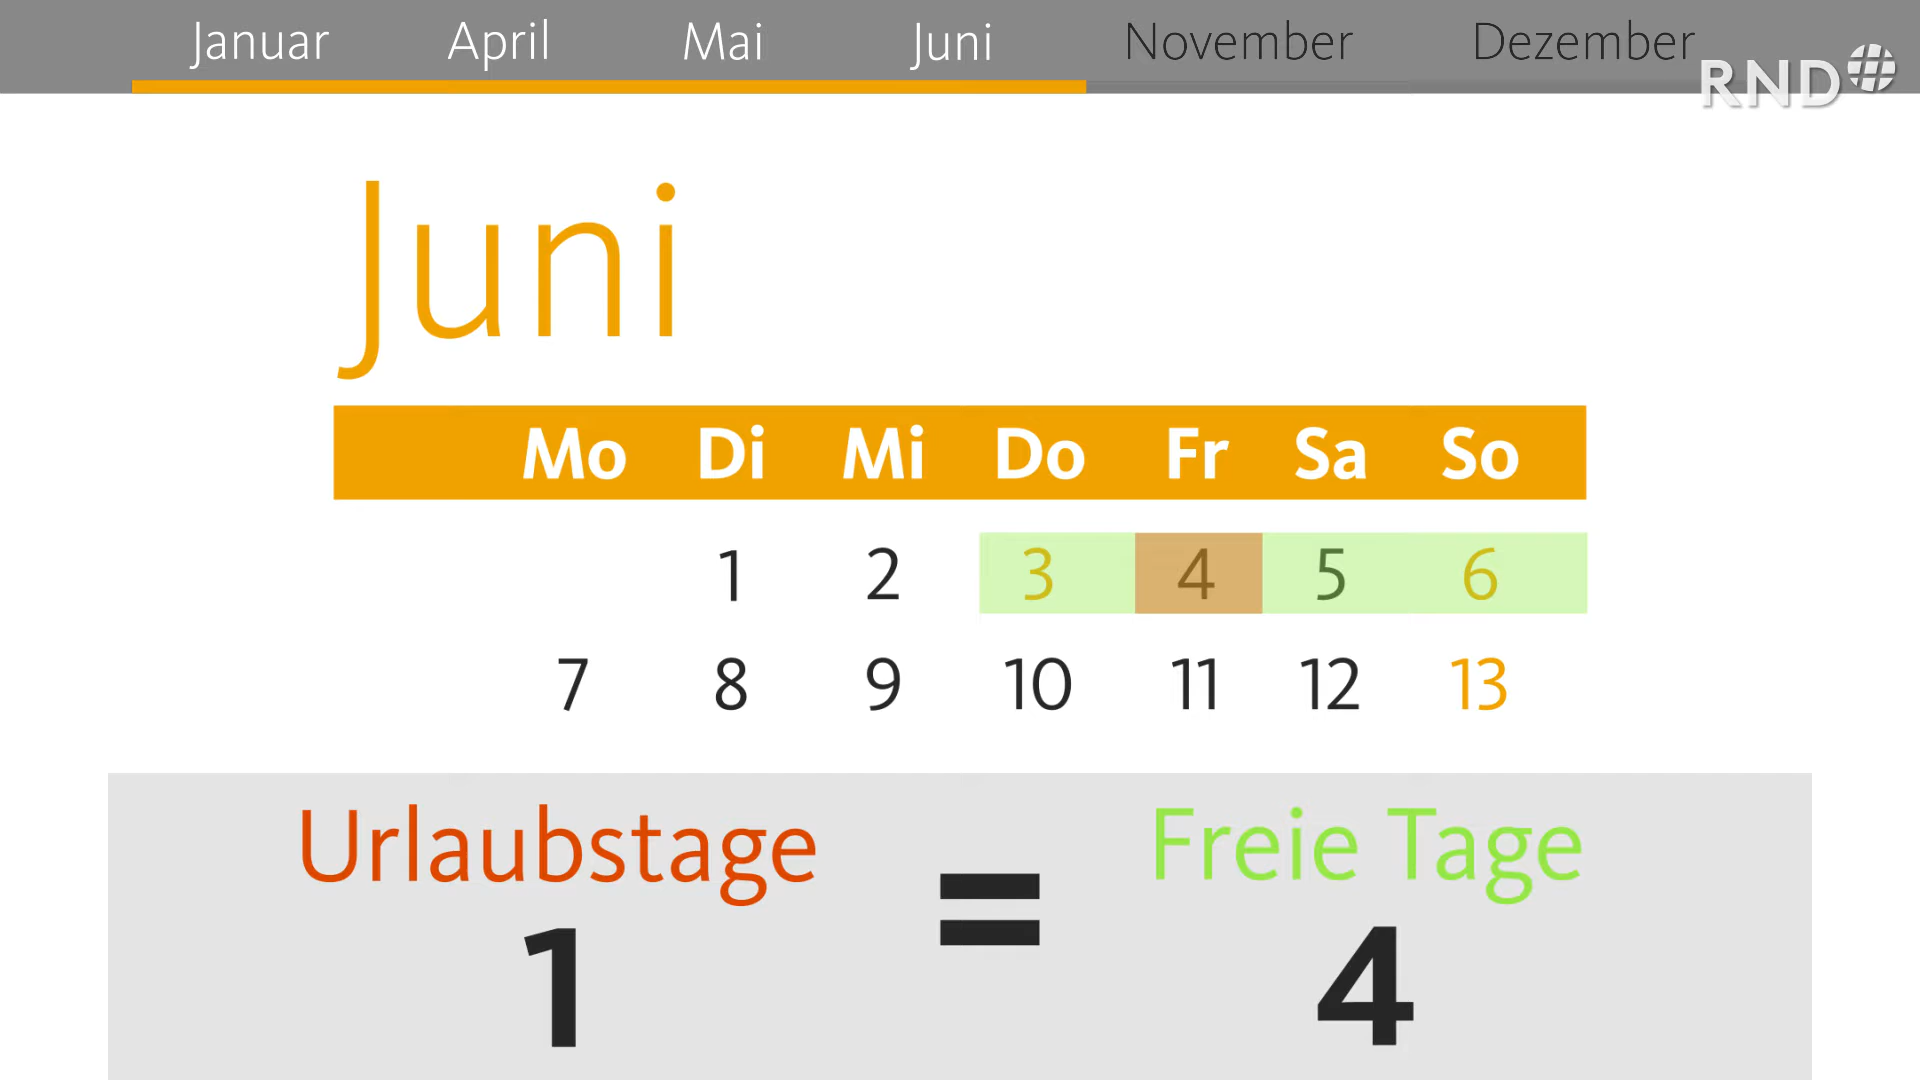 Januar April Mai Juni November Dezember
RND
Juni
Mo Di Mi Do Fr Sa So
1 2 3 4 5 6
7 8 9 10 11 12 13
Urlaubstage = Freie Tage
1 4